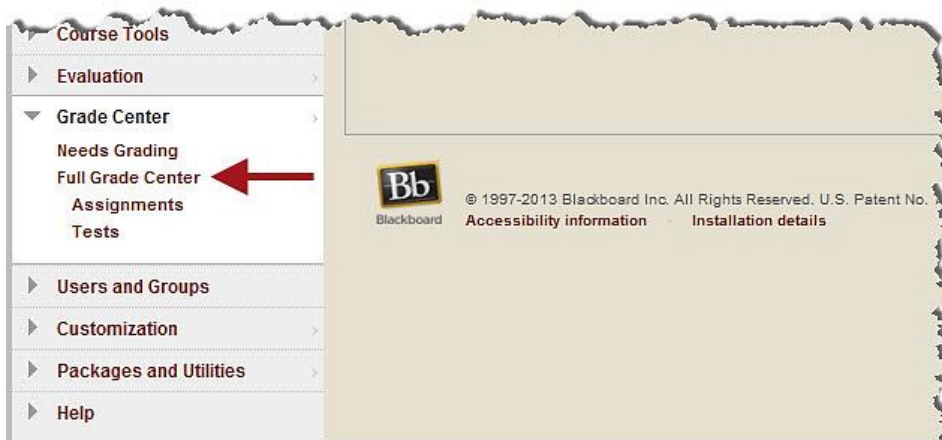 Course Tools
Evaluation
Grade Center
Needs Grading
Full Grade Center
Assignments
Tests
Users and Groups
Customization
Packages and Utilities
Help
Bb
Blackboard
© 1997-2013 Blackboard Inc. All Rights Reserved. U.S. Patent No.
Accessibility information - Installation details